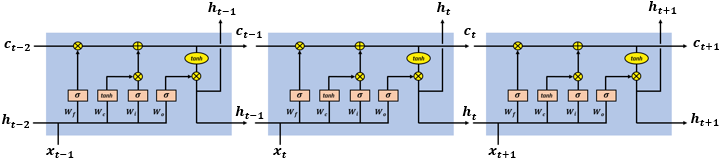 h_{t-1} h_t h_{t+1}
c_{t-2} c_{t-1} c_t c_{t+1}
tanh tanh tanh
σ tanh σ σ σ tanh σ σ σ tanh σ σ
W_f W_c W_i W_o W_f W_c W_i W_o W_f W_c W_i W_o
h_{t-2} h_{t-1} h_t h_{t+1}
x_{t-1} x_t x_{t+1}